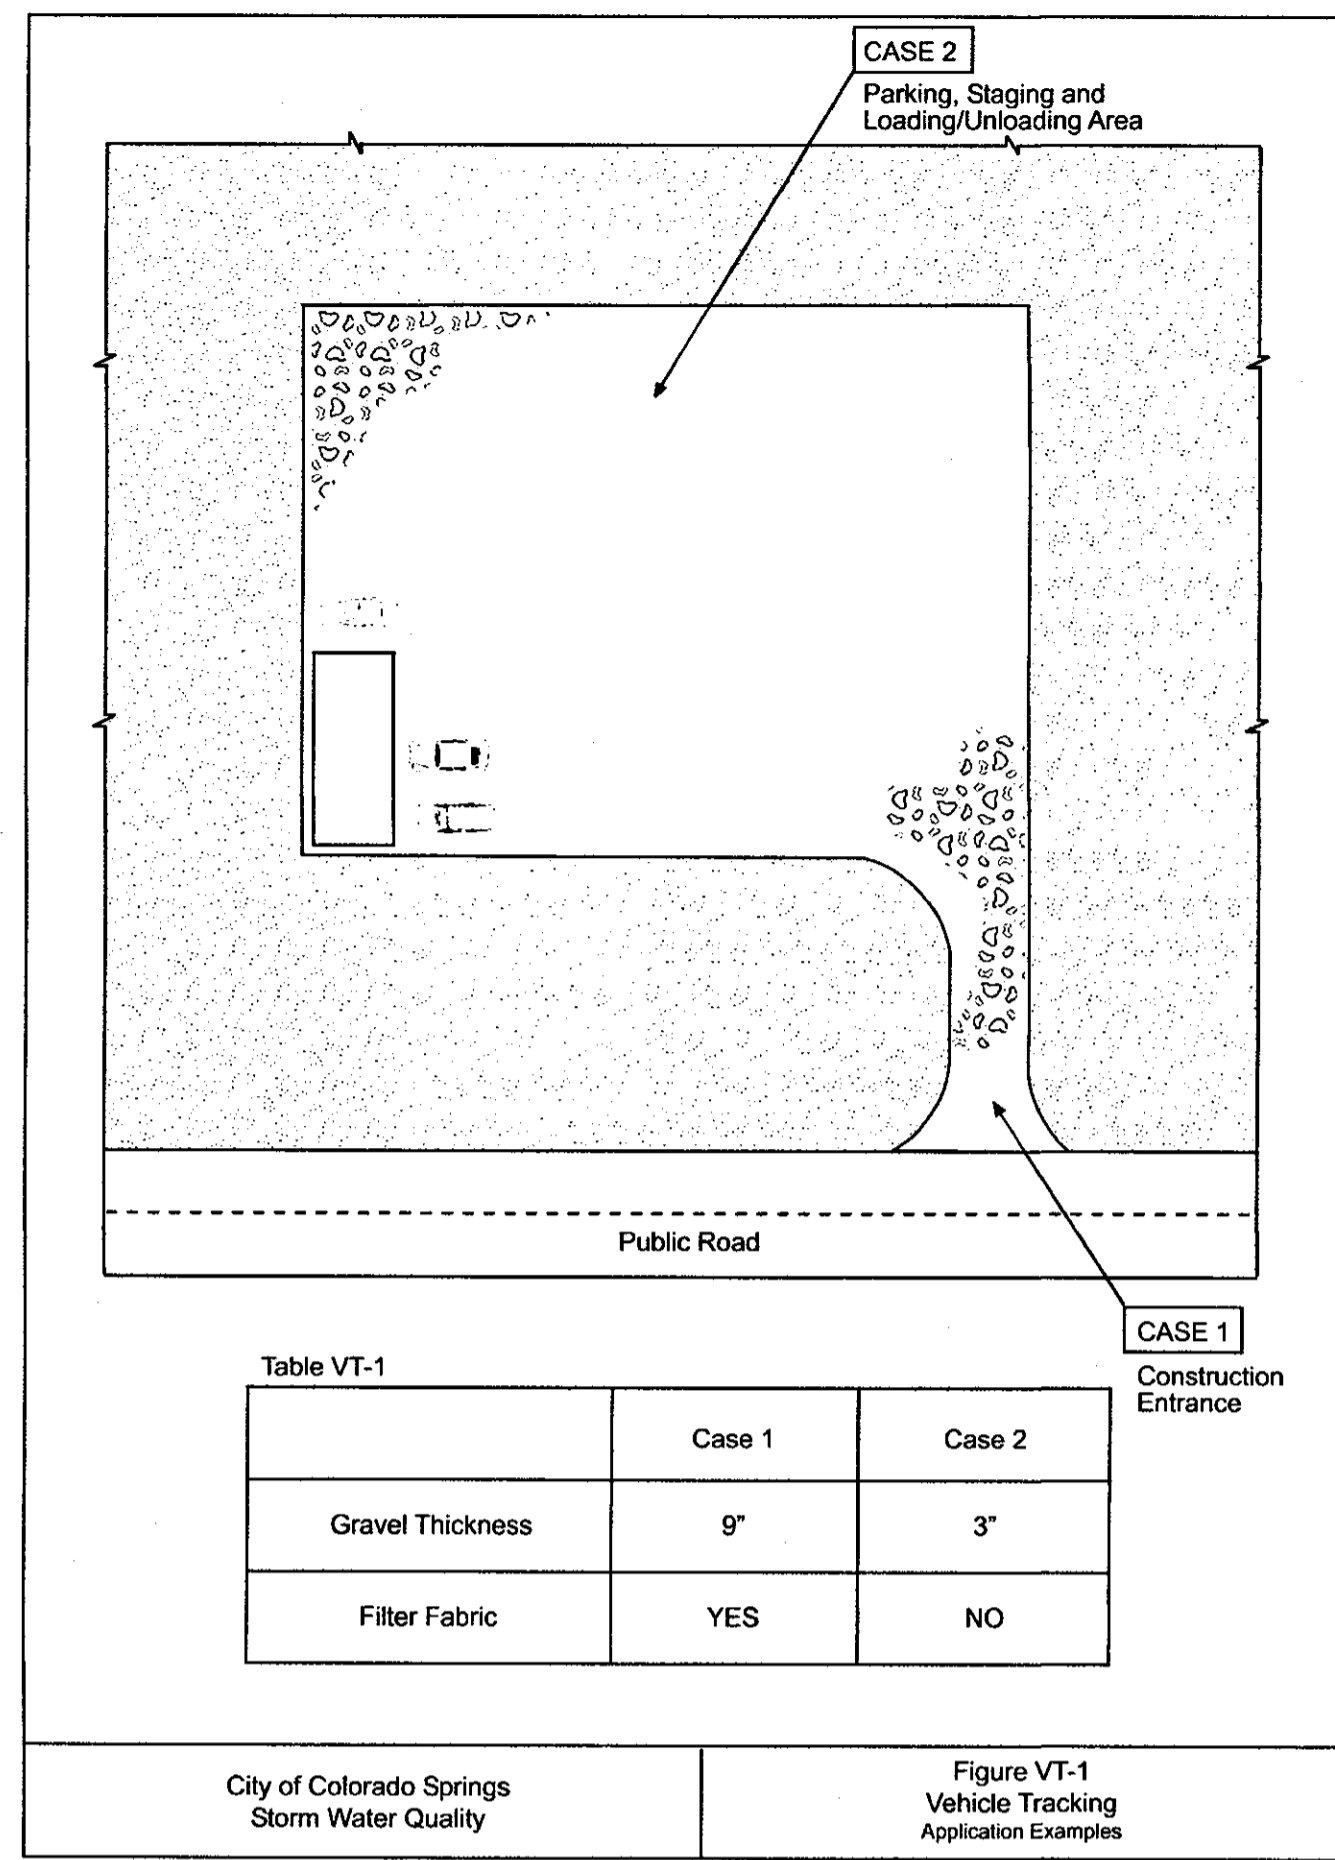 CASE 2
Parking, Staging and
Loading/Unloading Area
Public Road
CASE 1
Construction
Entrance
Table VT-1
Case 1
Case 2
Gravel Thickness
9”
3”
Filter Fabric
YES
NO
City of Colorado Springs
Storm Water Quality
Figure VT-1
Vehicle Tracking
Application Examples